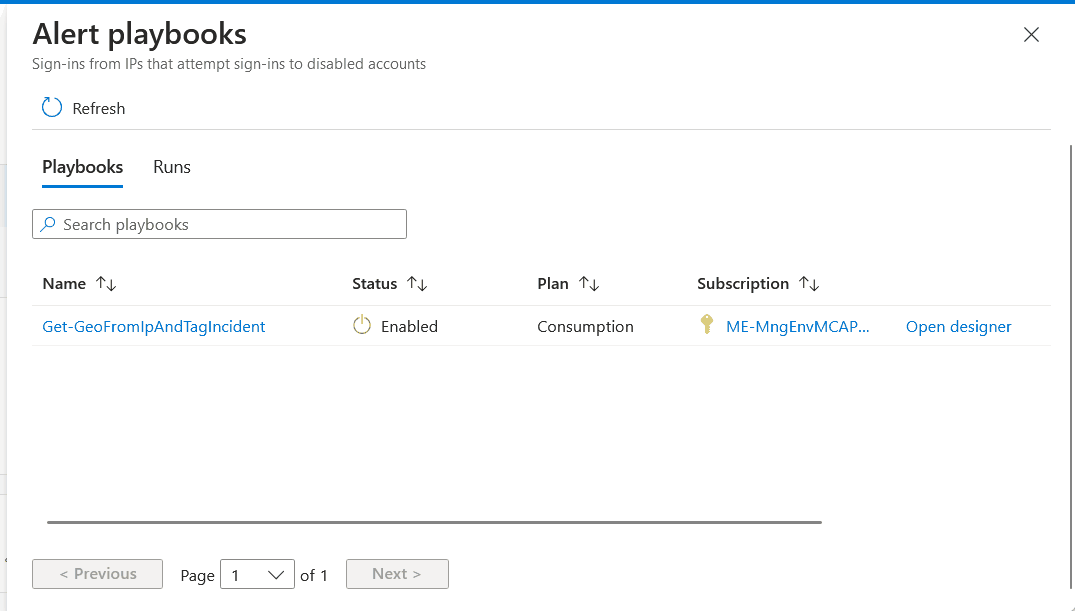 Alert playbooks
Sign-ins from IPs that attempt sign-ins to disabled accounts
Refresh
Playbooks Runs
Search playbooks
Name Status Plan Subscription
Get-GeoFromIpAndTagIncident Enabled Consumption ME-MngEnvMCAP... Open designer
< Previous Page 1 of 1 Next >